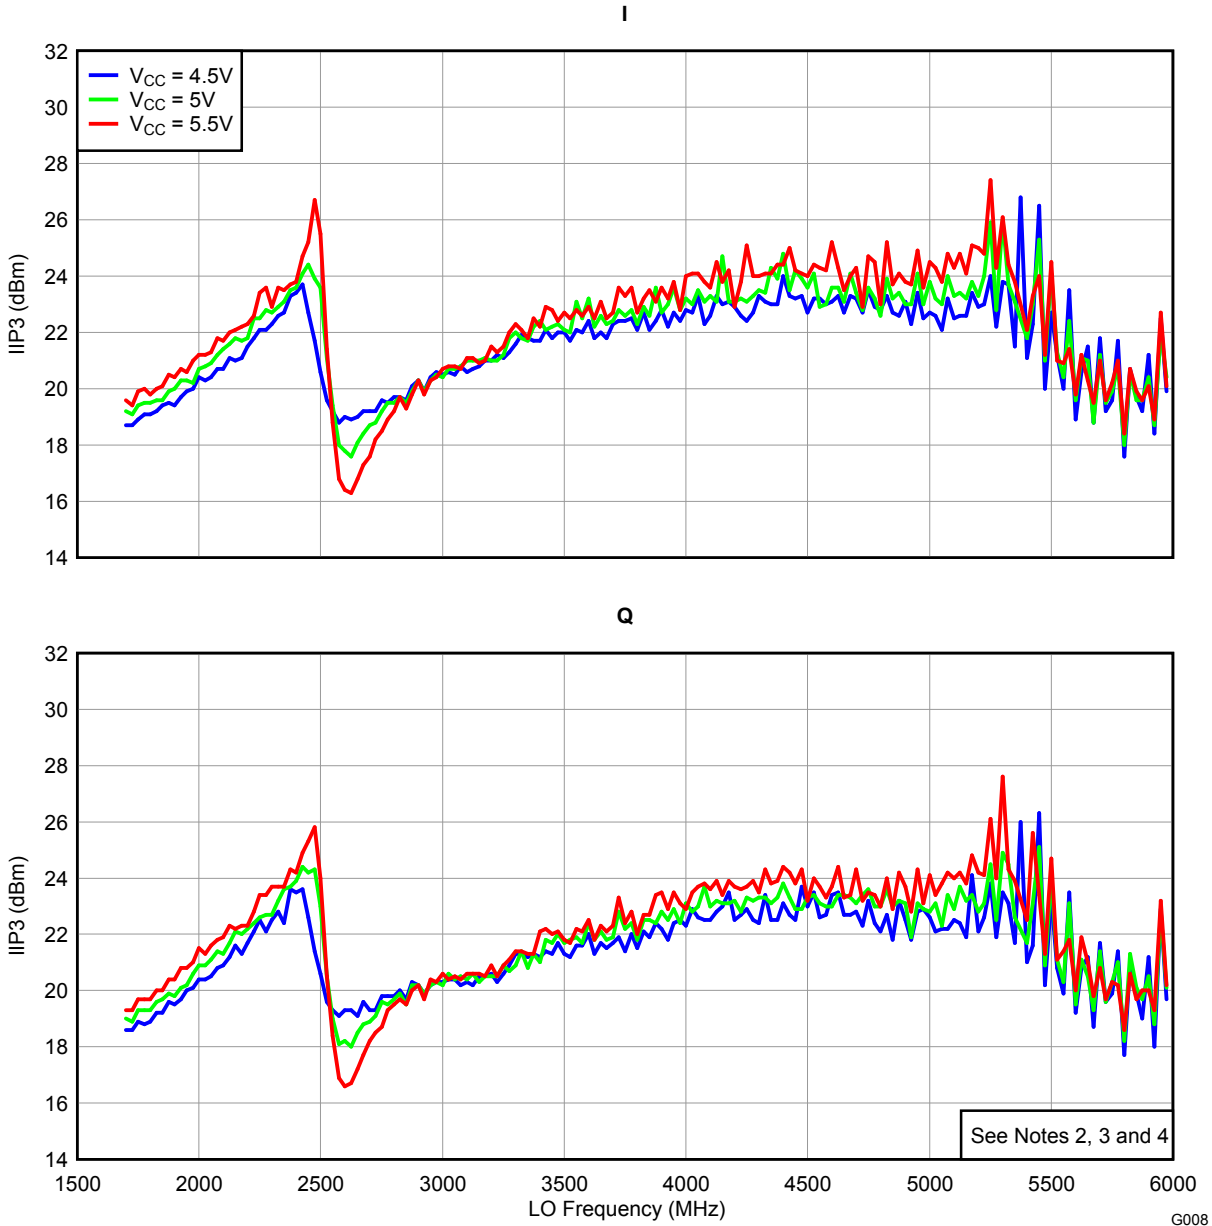 I
32
30
28
26
24
22
20
18
16
14
IIP3 (dBm)
VCC = 4.5V
VCC = 5V
VCC = 5.5V
Q
32
30
28
26
24
22
20
18
16
14
IIP3 (dBm)
See Notes 2, 3 and 4
1500 2000 2500 3000 3500 4000 4500 5000 5500 6000
LO Frequency (MHz)
G008